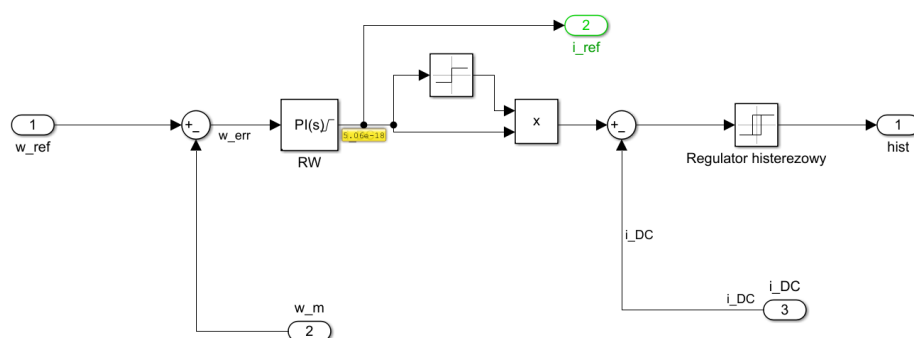 2
i_ref
1
w_ref
+
−
w_err
PI(s)
RW
5.06e-18
x
+
−
Regulator histerezowy
1
hist
i_DC
w_m
2
i_DC
i_DC
3